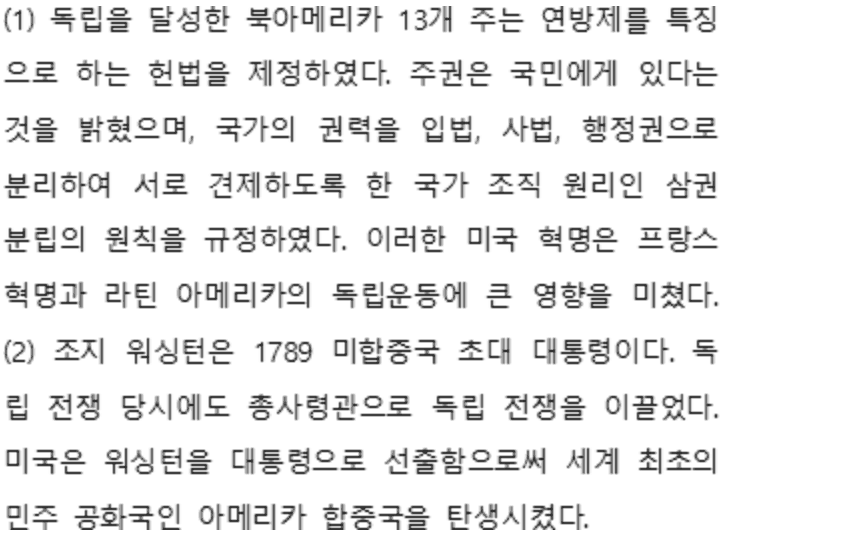 (1) 독립을 달성한 북아메리카 13개 주는 연방제를 특징
으로 하는 헌법을 제정하였다. 주권은 국민에게 있다는
것을 밝혔으며, 국가의 권력을 입법, 사법, 행정권으로
분리하여 서로 견제하도록 한 국가 조직 원리인 삼권
분립의 원칙을 규정하였다. 이러한 미국 혁명은 프랑스
혁명과 라틴 아메리카의 독립운동에 큰 영향을 미쳤다.
(2) 조지 워싱턴은 1789 미합중국 초대 대통령이다. 독
립 전쟁 당시에도 총사령관으로 독립 전쟁을 이끌었다.
미국은 워싱턴을 대통령으로 선출함으로써 세계 최초의
민주 공화국인 아메리카 합중국을 탄생시켰다.